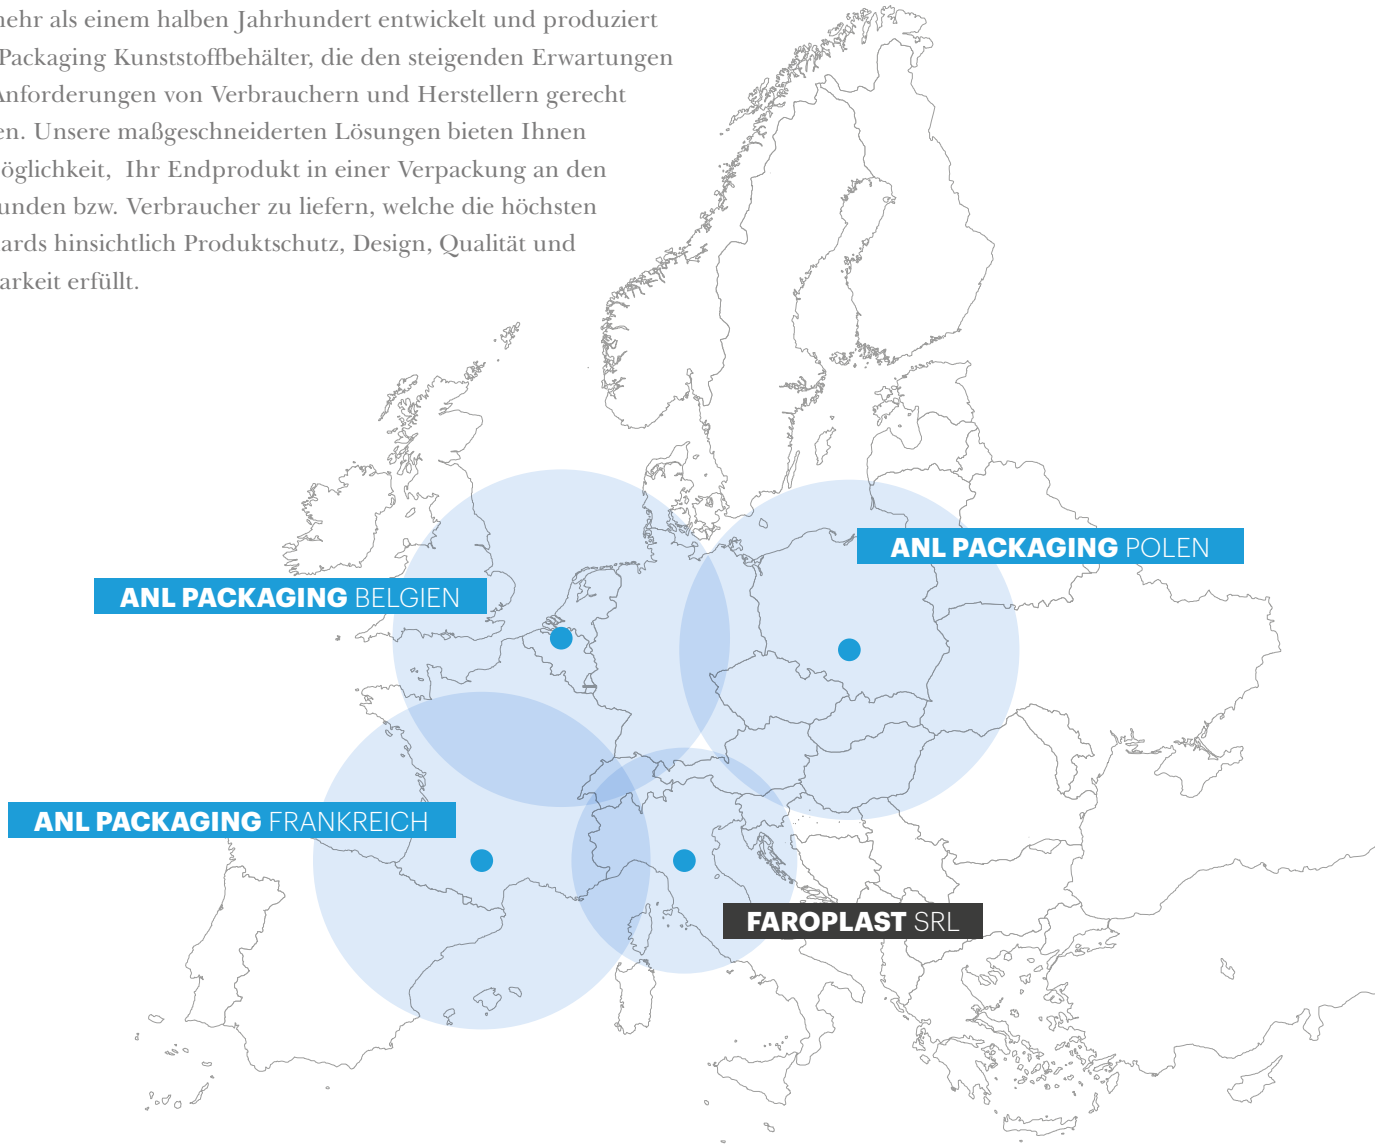 mehr als einem halben Jahrhundert entwickelt und produziert
Packaging Kunststoffbehälter, die den steigenden Erwartungen
Anforderungen von Verbrauchern und Herstellern gerecht
en. Unsere maßgeschneiderten Lösungen bieten Ihnen
öglichkeit, Ihr Endprodukt in einer Verpackung an den
unden bzw. Verbraucher zu liefern, welche die höchsten
ards hinsichtlich Produktschutz, Design, Qualität und
arkeit erfüllt.
ANL PACKAGING POLEN
ANL PACKAGING BELGIEN
ANL PACKAGING FRANKREICH
FAROPLAST SRL